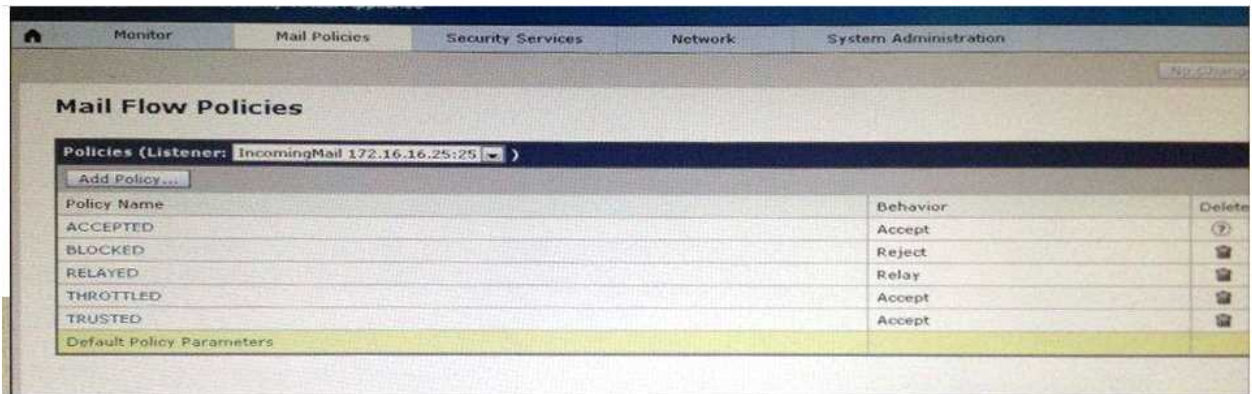 Monitor Mail Policies Security Services Network System Administration
Mail Flow Policies
Policies (Listener: IncomingMail 172.16.16.25:25 )
Add Policy...
Policy Name Behavior Delete
ACCEPTED Accept ?
BLOCKED Reject
RELAYED Relay
THROTTLED Accept
TRUSTED Accept
Default Policy Parameters